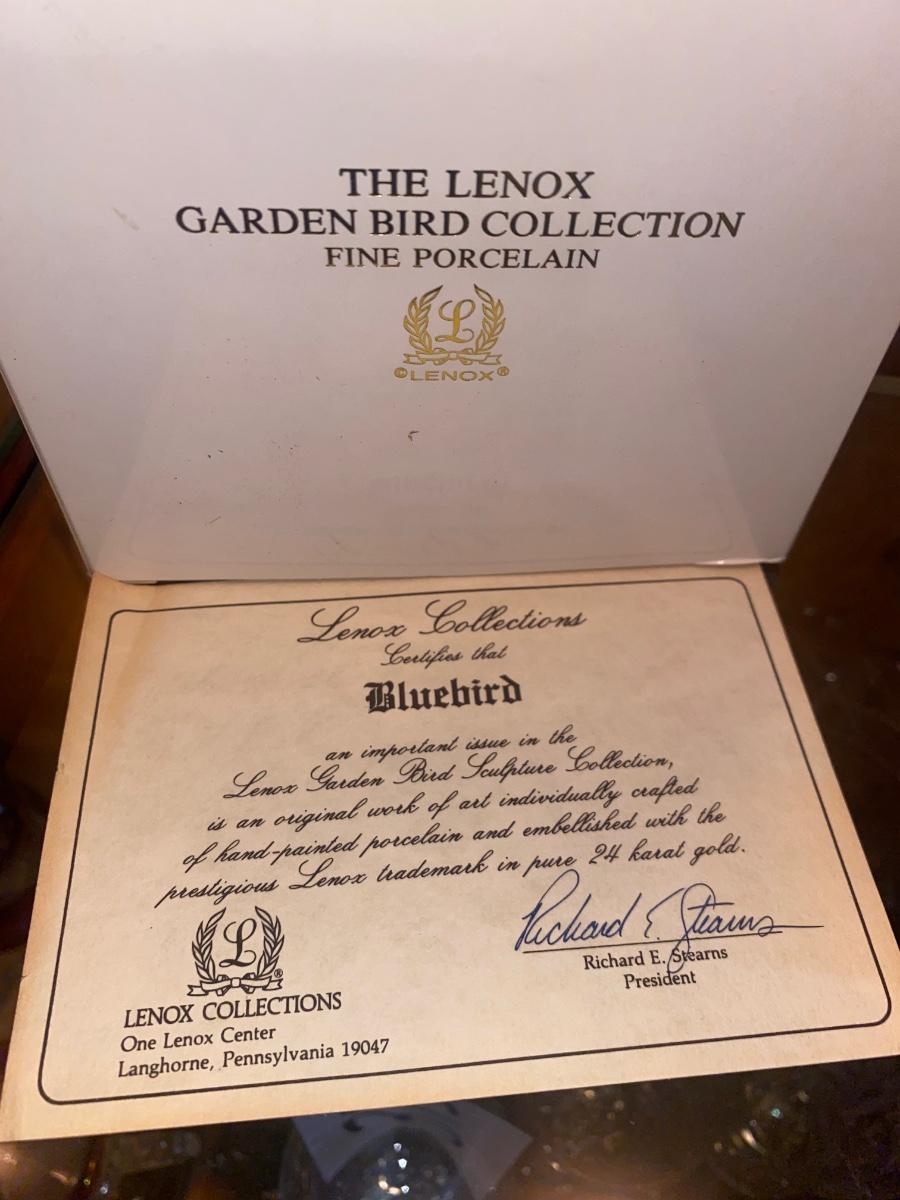 THE LENOX
GARDEN BIRD COLLECTION
FINE PORCELAIN
L
©LENOX®
Lenox Collections
Certifies that
Bluebird
an important issue in the
Lenox Garden Bird Sculpture Collection,
is an original work of art individually crafted
of hand-painted porcelain and embellished with the
prestigious Lenox trademark in pure 24 karat gold.
L®
LENOX COLLECTIONS
One Lenox Center
Langhorne, Pennsylvania 19047
Richard E. Stearns
Richard E. Stearns
President